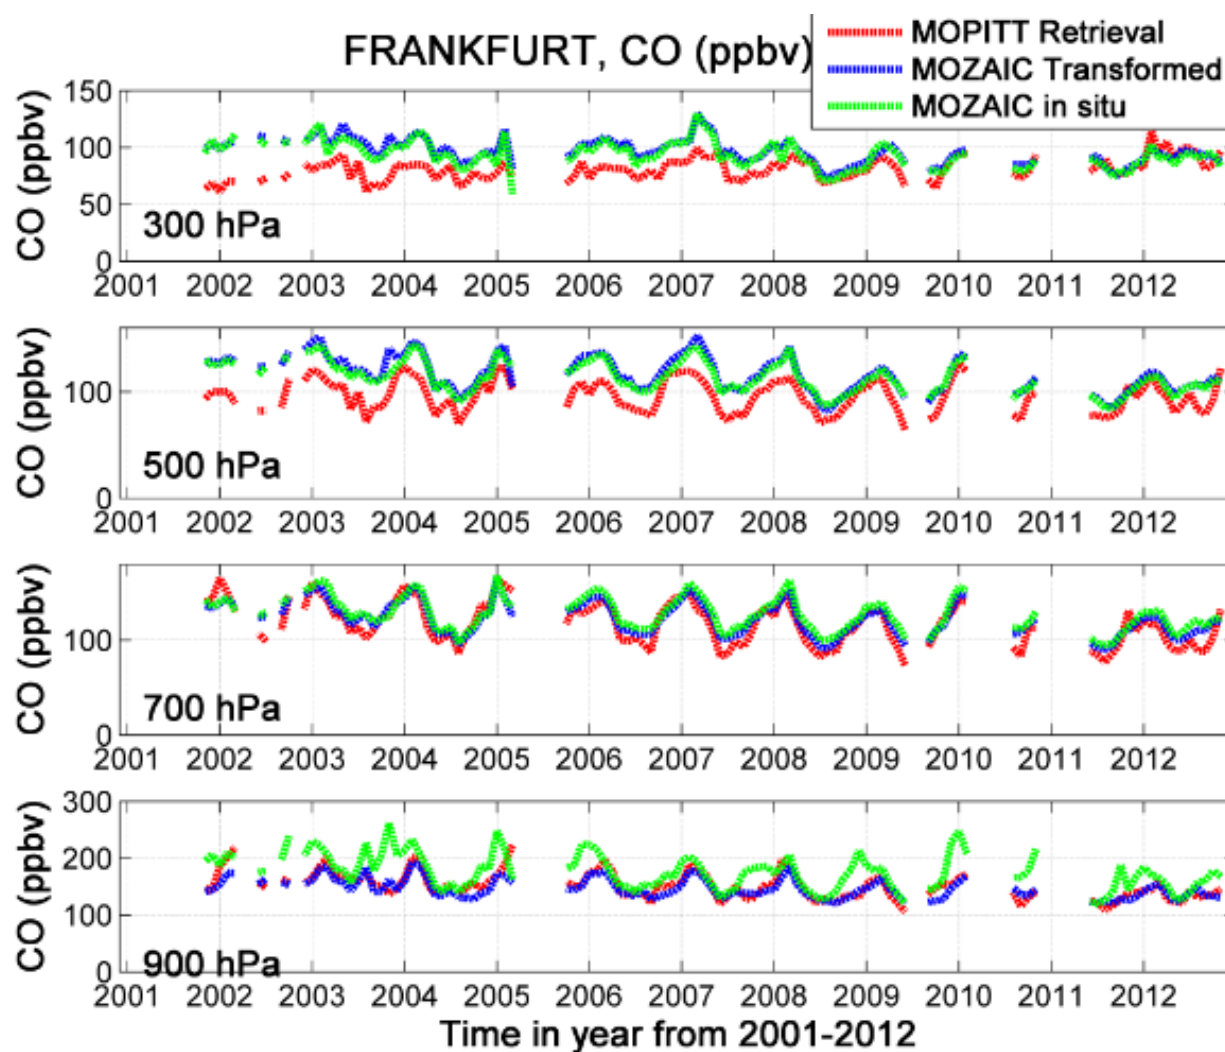 FRANKFURT, CO (ppbv)
MOPITT Retrieval
MOZAIC Transformed
MOZAIC in situ
CO (ppbv)
150
100
50
0
300 hPa
2001 2002 2003 2004 2005 2006 2007 2008 2009 2010 2011 2012
CO (ppbv)
100
0
500 hPa
2001 2002 2003 2004 2005 2006 2007 2008 2009 2010 2011 2012
CO (ppbv)
100
0
700 hPa
2001 2002 2003 2004 2005 2006 2007 2008 2009 2010 2011 2012
CO (ppbv)
300
200
100
0
900 hPa
2001 2002 2003 2004 2005 2006 2007 2008 2009 2010 2011 2012
Time in year from 2001-2012